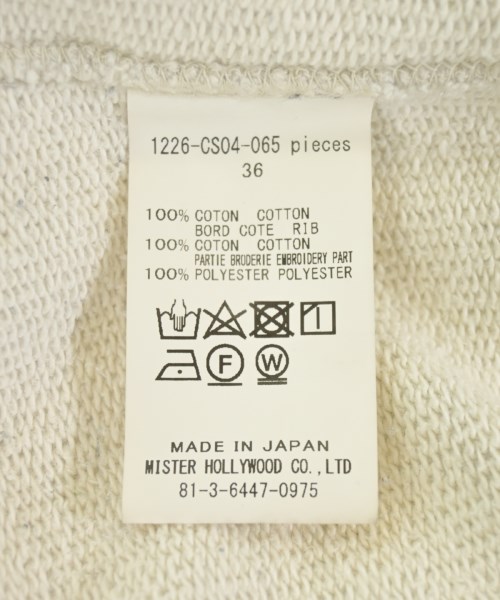 1226-CS04-065 pieces
36
100% COTON COTTON
BORD COTE RIB
100% COTON COTTON
PARTIE BRODERIE EMBROIDERY PART
100% POLYESTER POLYESTER
F W
MADE IN JAPAN
MISTER HOLLYWOOD CO.,LTD
81-3-6447-0975